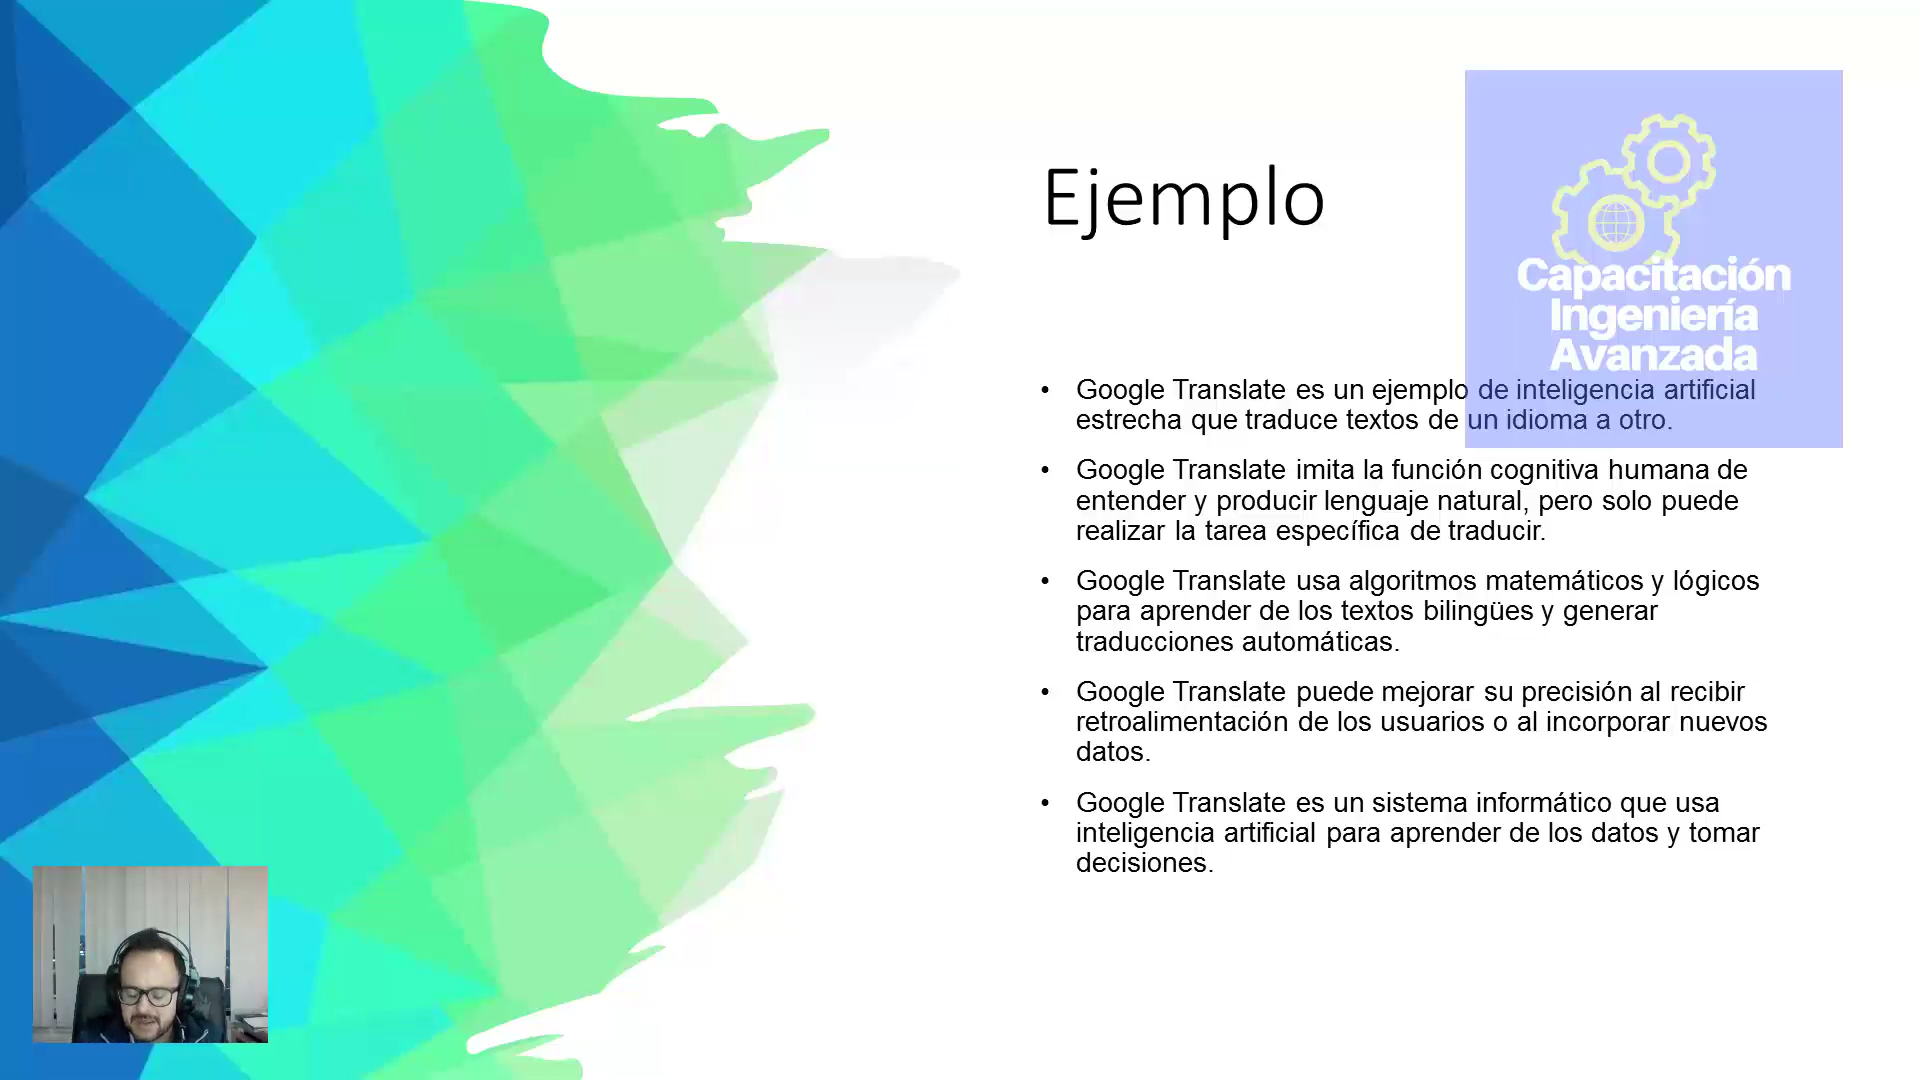 Ejemplo
Capacitación
Ingeniería
Avanzada
• Google Translate es un ejemplo de inteligencia artificial
estrecha que traduce textos de un idioma a otro.
• Google Translate imita la función cognitiva humana de
entender y producir lenguaje natural, pero solo puede
realizar la tarea específica de traducir.
• Google Translate usa algoritmos matemáticos y lógicos
para aprender de los textos bilingües y generar
traducciones automáticas.
• Google Translate puede mejorar su precisión al recibir
retroalimentación de los usuarios o al incorporar nuevos
datos.
• Google Translate es un sistema informático que usa
inteligencia artificial para aprender de los datos y tomar
decisiones.